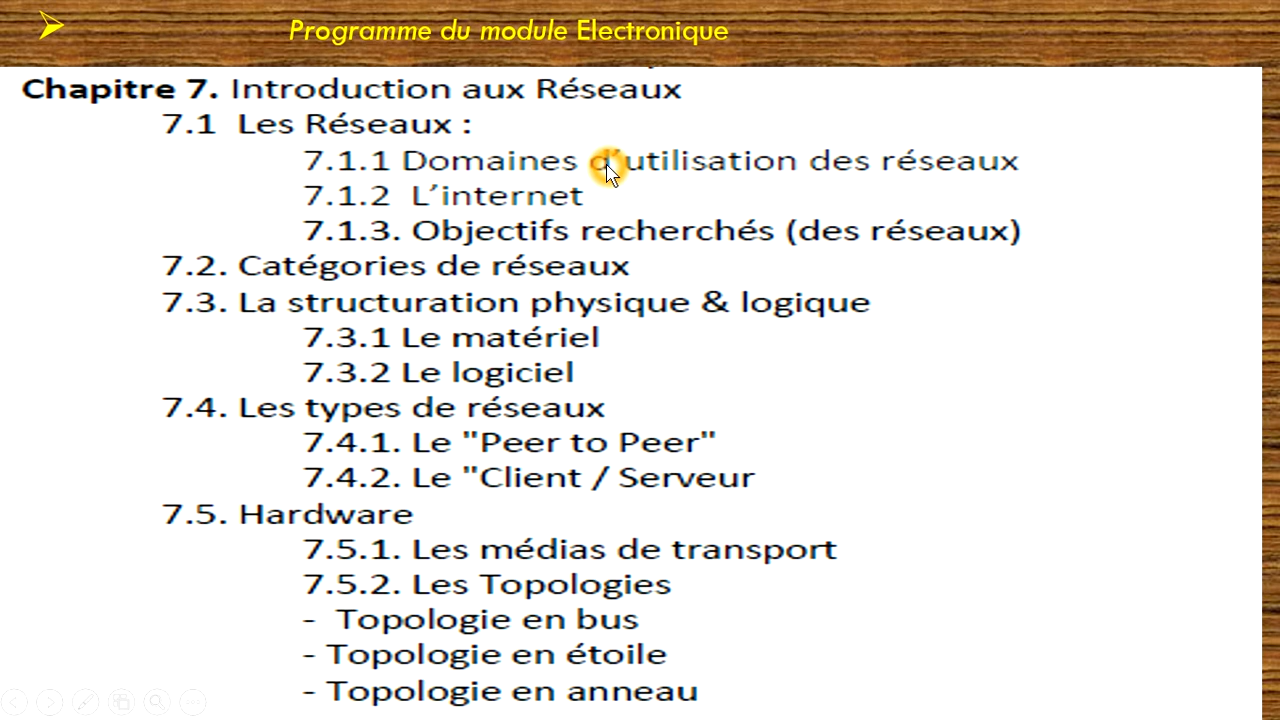 Programme du module Electronique
Chapitre 7. Introduction aux Réseaux
7.1 Les Réseaux :
7.1.1 Domaines d'utilisation des réseaux
7.1.2 L'internet
7.1.3. Objectifs recherchés (des réseaux)
7.2. Catégories de réseaux
7.3. La structuration physique & logique
7.3.1 Le matériel
7.3.2 Le logiciel
7.4. Les types de réseaux
7.4.1. Le "Peer to Peer"
7.4.2. Le "Client / Serveur
7.5. Hardware
7.5.1. Les médias de transport
7.5.2. Les Topologies
- Topologie en bus
- Topologie en étoile
- Topologie en anneau